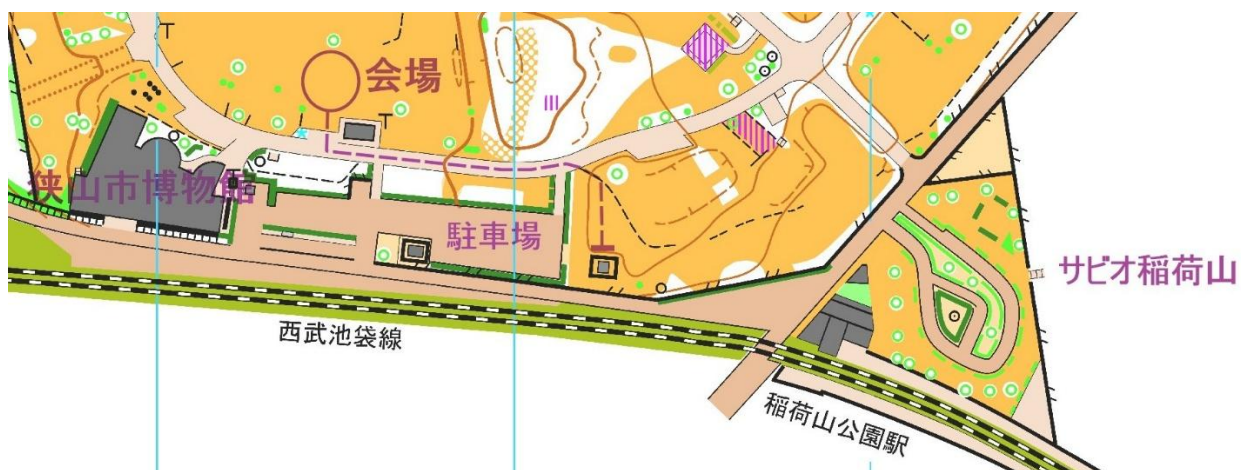 会場
狭山市博物館
駐車場
サビオ稲荷山
西武池袋線
稲荷山公園駅